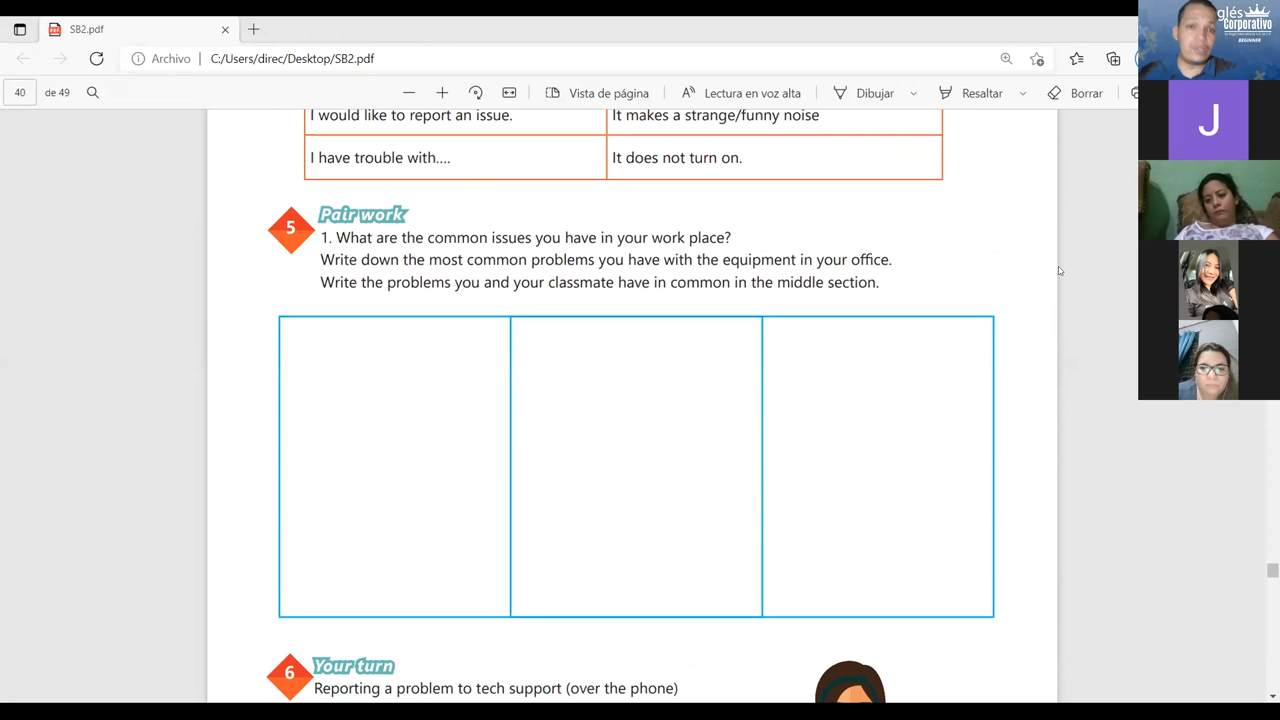 SB2.pdf
Archivo
C:/Users/direc/Desktop/SB2.pdf
40
de 49
Vista de página
Lectura en voz alta
Dibujar
Resaltar
Borrar
I would like to report an issue.
It makes a strange/funny noise
I have trouble with....
It does not turn on.
5
Pair work
1. What are the common issues you have in your work place?
Write down the most common problems you have with the equipment in your office.
Write the problems you and your classmate have in common in the middle section.
6
Your turn
Reporting a problem to tech support (over the phone)
glés
Corporativo
BEGINNER
J